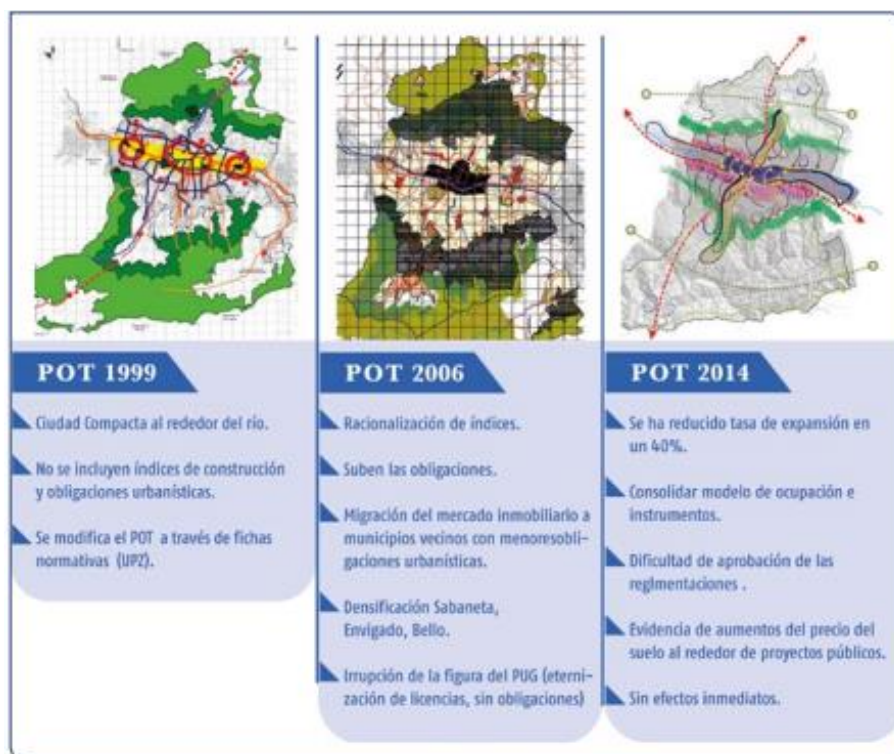 POT 1999
Ciudad Compacta al rededor del río.
No se incluyen índices de construcción
y obligaciones urbanísticas.
Se modifica el POT a través de fichas
normativas (UPZ).
POT 2006
Racionalización de índices.
Suben las obligaciones.
Migración del mercado inmobiliario a
municipios vecinos con menoresobli-
gaciones urbanísticas.
Densificación Sabaneta,
Envigado, Bello.
Irrupción de la figura del PUG (eterni-
zación de licencias, sin obligaciones)
POT 2014
Se ha reducido tasa de expansión en
un 40%.
Consolidar modelo de ocupación e
instrumentos.
Dificultad de aprobación de las
reglmentaciones .
Evidencia de aumentos del precio del
suelo al rededor de proyectos públicos.
Sin efectos inmediatos.